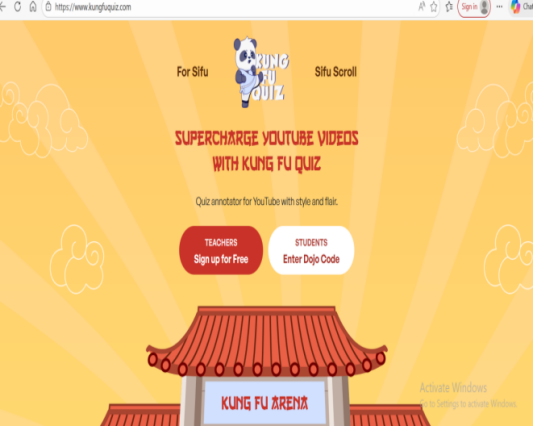 https://www.kungfuquiz.com
Sign in
Chat
For Sifu
KUNG
FU
QUIZ
Sifu Scroll
SUPERCHARGE YOUTUBE VIDEOS
WITH KUNG FU QUIZ
Quiz annotator for YouTube with style and flair.
TEACHERS
Sign up for Free
STUDENTS
Enter Dojo Code
Activate Windows
Go to Settings to activate Windows.
KUNG FU ARENA